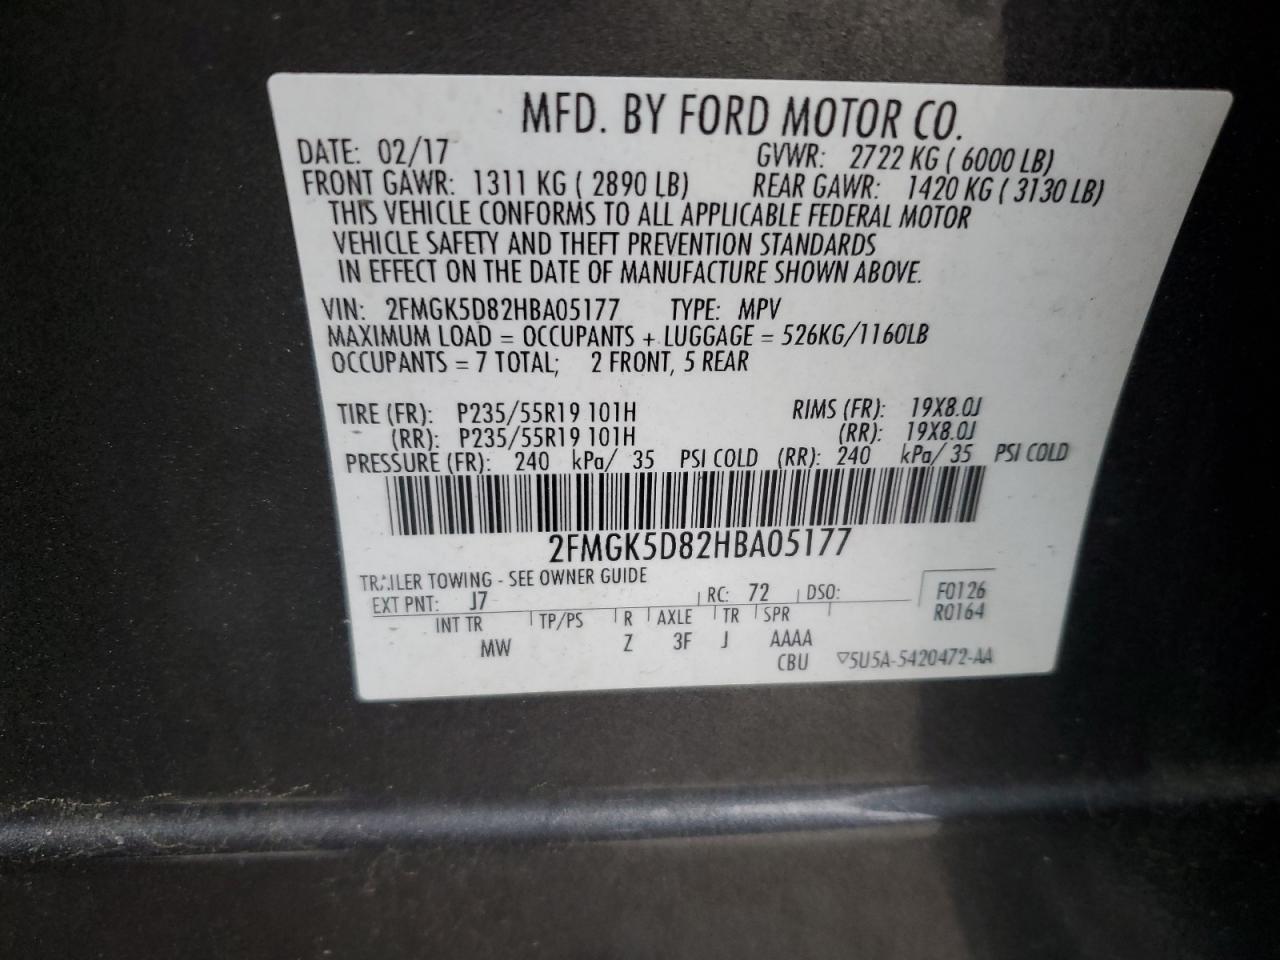 MFD. BY FORD MOTOR CO.
DATE: 02/17 GVWR: 2722 KG ( 6000 LB)
FRONT GAWR: 1311 KG ( 2890 LB) REAR GAWR: 1420 KG ( 3130 LB)
THIS VEHICLE CONFORMS TO ALL APPLICABLE FEDERAL MOTOR
VEHICLE SAFETY AND THEFT PREVENTION STANDARDS
IN EFFECT ON THE DATE OF MANUFACTURE SHOWN ABOVE.
VIN: 2FMGK5D82HBA05177 TYPE: MPV
MAXIMUM LOAD = OCCUPANTS + LUGGAGE = 526KG/1160LB
OCCUPANTS = 7 TOTAL; 2 FRONT, 5 REAR
TIRE (FR): P235/55R19 101H RIMS (FR): 19X8.0J
(RR): P235/55R19 101H (RR): 19X8.0J
PRESSURE (FR): 240 kPa/ 35 PSI COLD (RR): 240 kPa/ 35 PSI COLD
2FMGK5D82HBA05177
TRAILER TOWING - SEE OWNER GUIDE
EXT PNT: J7 RC: 72 DSO: F0126
INT TR TP/PS R AXLE TR SPR R0164
MW Z 3F J AAAA
CBU ▽5U5A-5420472-AA